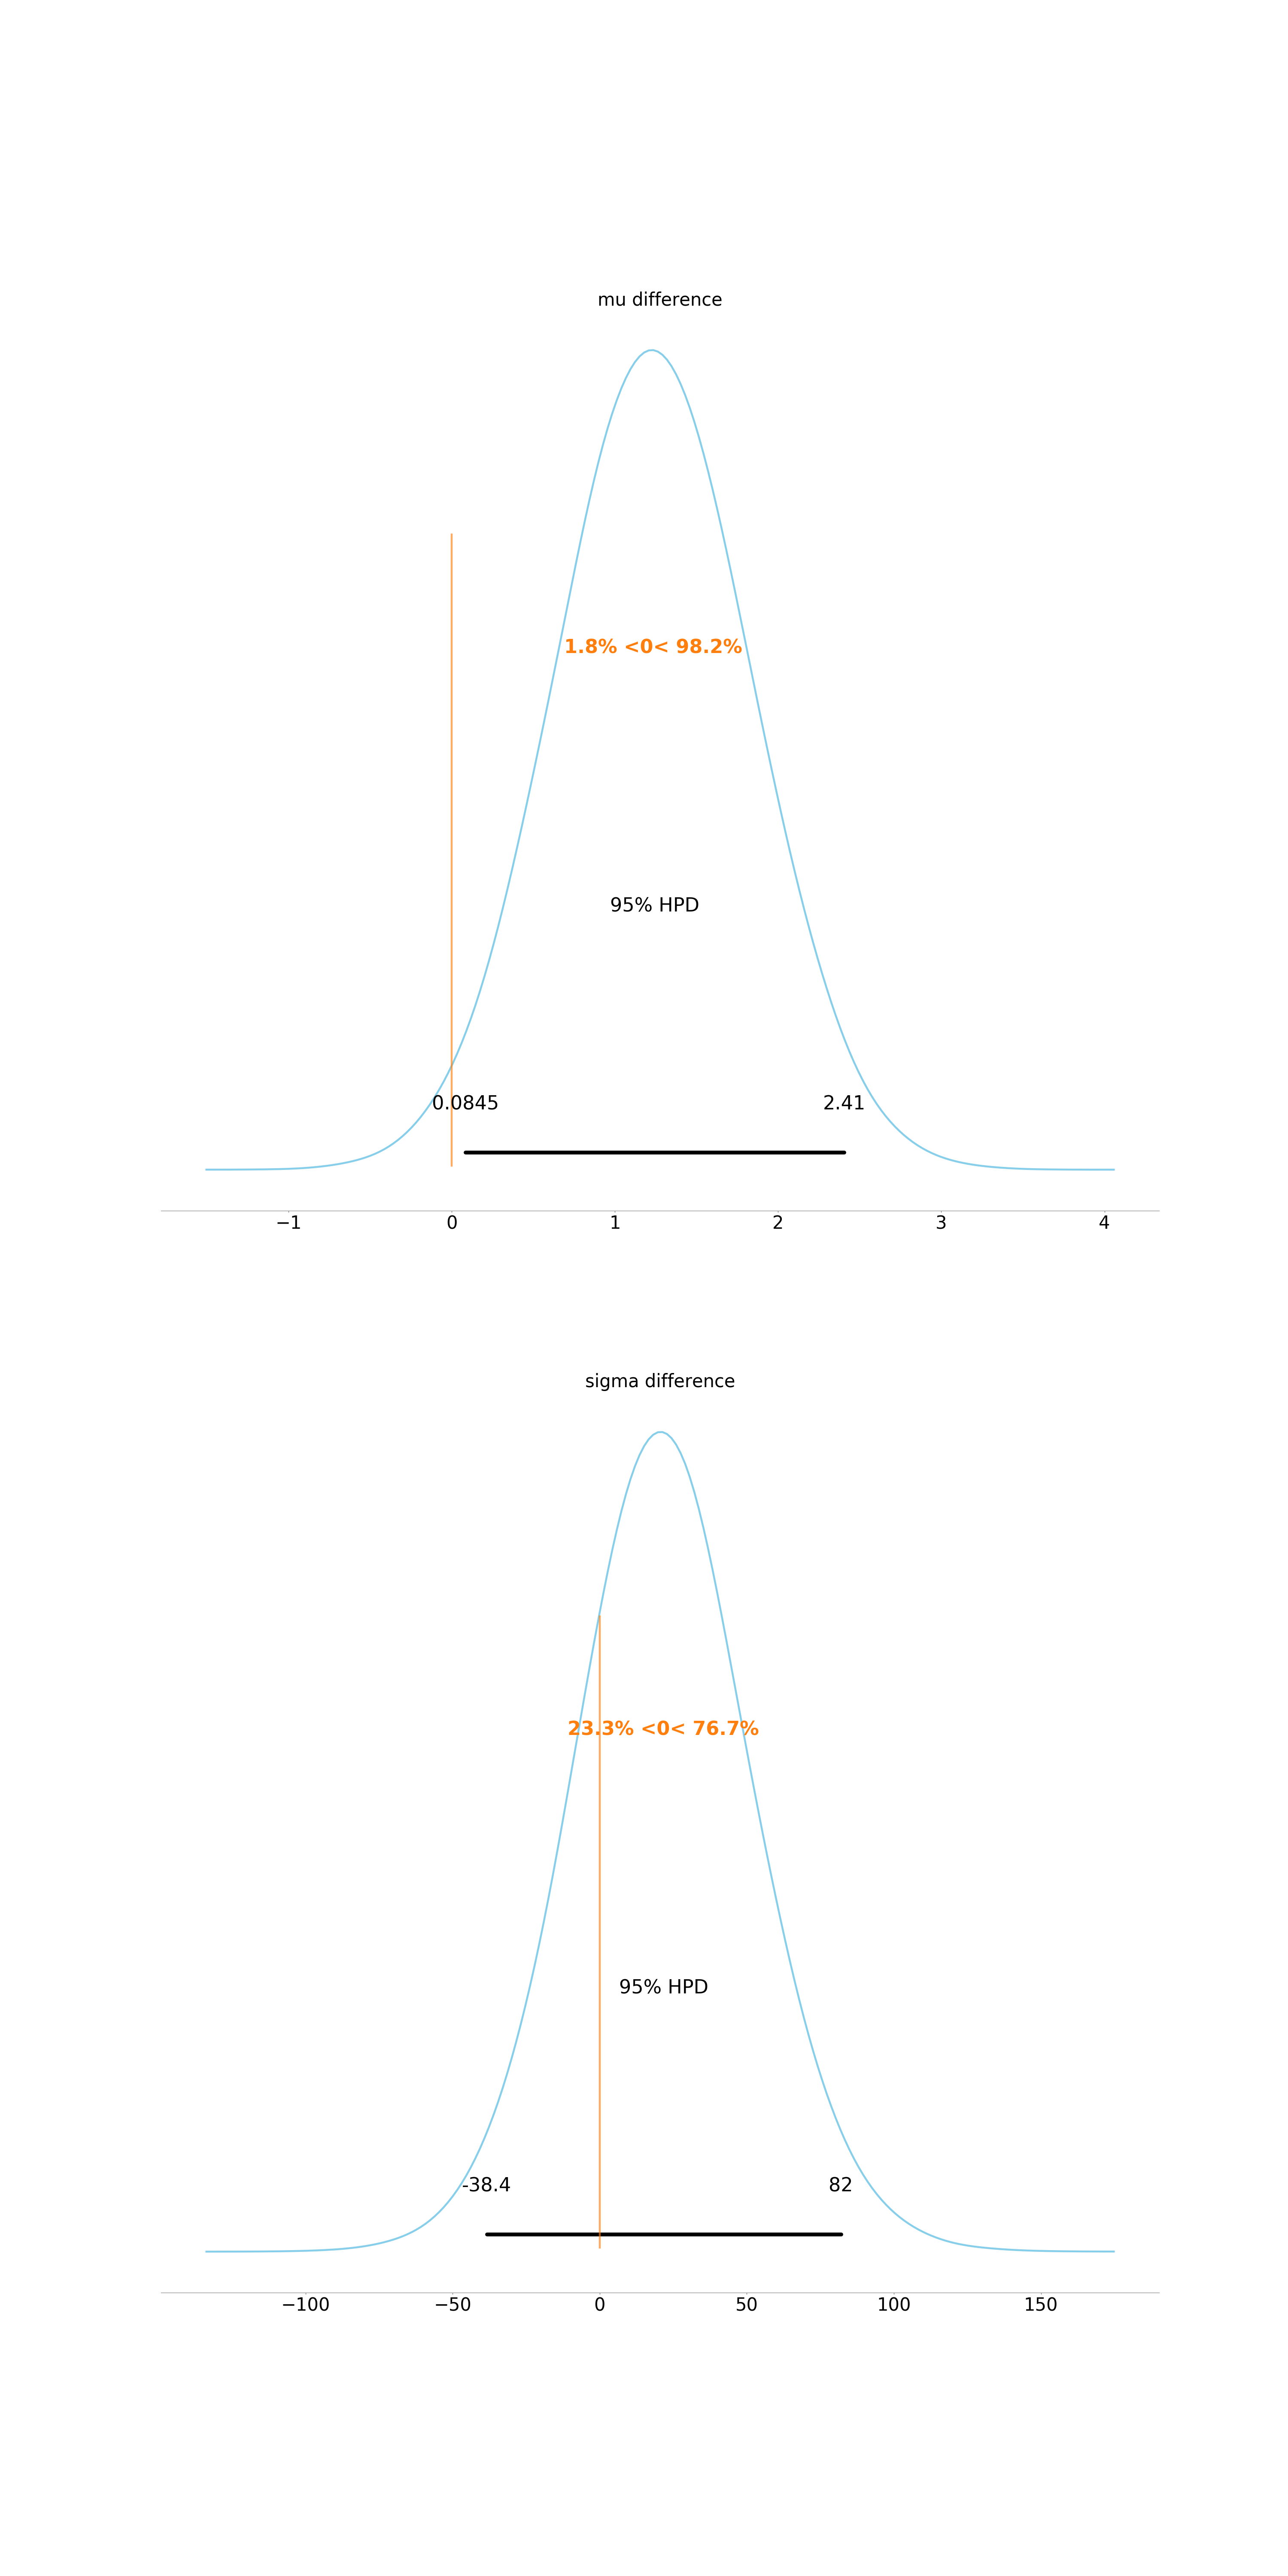 mu difference
1.8% <0< 98.2%
95% HPD
0.0845 2.41
−1 0 1 2 3 4
sigma difference
23.3% <0< 76.7%
95% HPD
-38.4 82
−100 −50 0 50 100 150